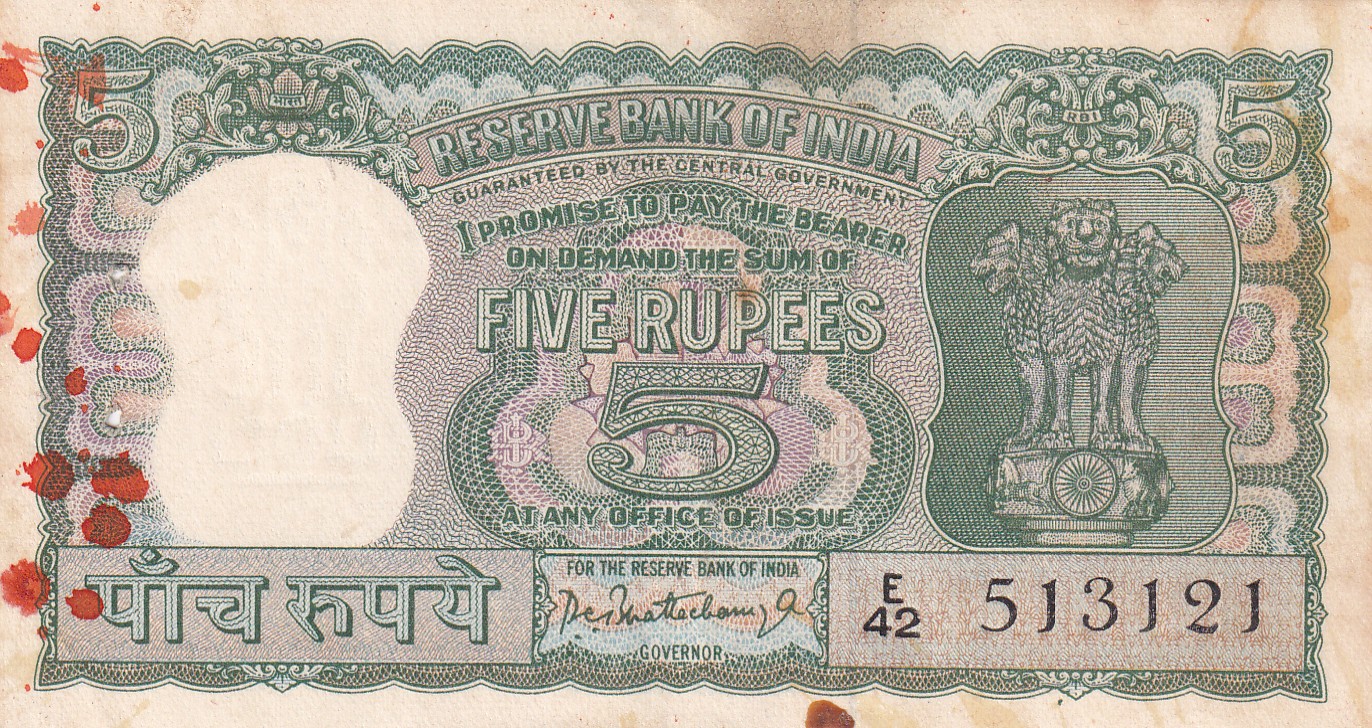 5
भारत
RBI
5
RESERVE BANK OF INDIA
GUARANTEED BY THE CENTRAL GOVERNMENT
I PROMISE TO PAY THE BEARER
ON DEMAND THE SUM OF
FIVE RUPEES
5
AT ANY OFFICE OF ISSUE
पाँच रुपये
FOR THE RESERVE BANK OF INDIA
GOVERNOR
E
42
513121